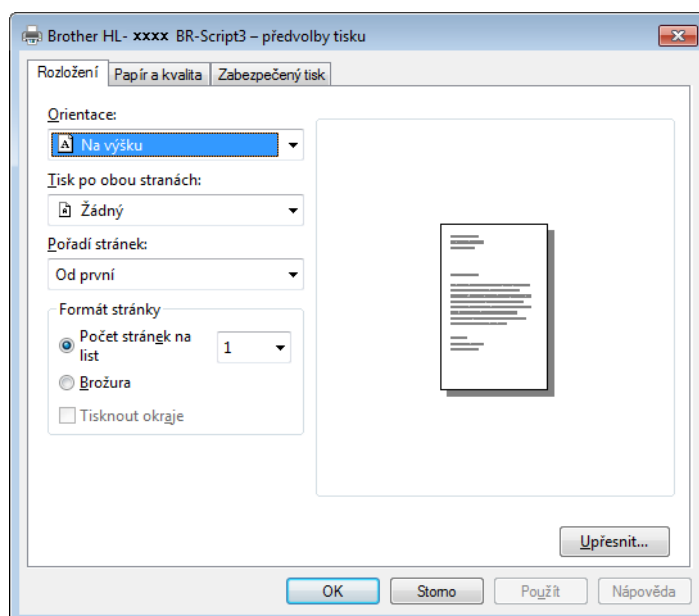 Brother HL- xxxx BR-Script3 – předvolby tisku
Rozložení Papír a kvalita Zabezpečený tisk
Orientace:
A Na výšku
Tisk po obou stranách:
Žádný
Pořadí stránek:
Od první
Formát stránky
Počet stránek na
list
1
Brožura
Tisknout okraje
Upřesnit...
OK Storno Použít Nápověda